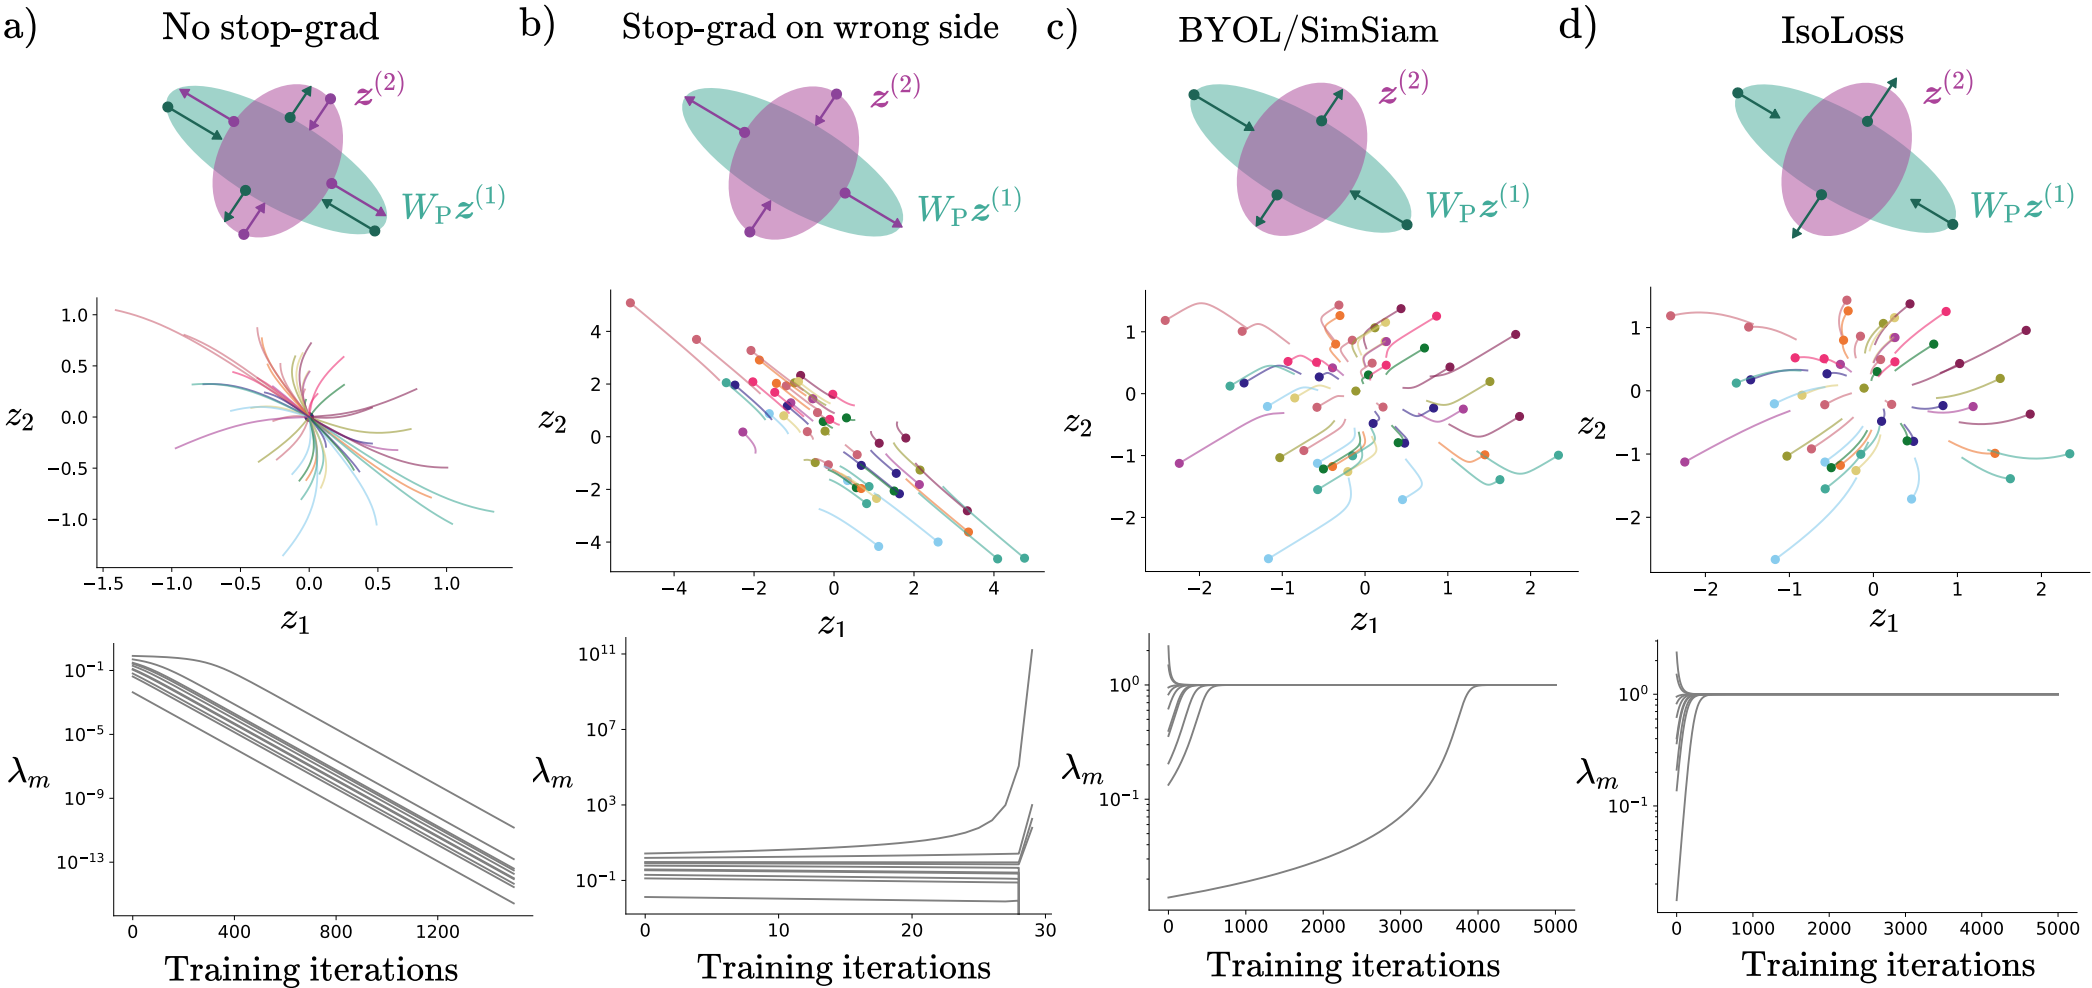 a) No stop-grad
z^(2)
W_P z^(1)
1.0
0.5
0.0
−0.5
−1.0
z_2
−1.5 −1.0 −0.5 0.0 0.5 1.0
z_1
10^−1
10^−5
10^−9
10^−13
λ_m
0 400 800 1200
Training iterations
b) Stop-grad on wrong side
z^(2)
W_P z^(1)
4
2
0
−2
−4
z_2
−4 −2 0 2 4
z_1
10^11
10^7
10^3
10^−1
λ_m
0 10 20 30
Training iterations
c) BYOL/SimSiam
z^(2)
W_P z^(1)
1
0
−1
−2
z_2
−2 −1 0 1 2
z_1
10^0
10^−1
λ_m
0 1000 2000 3000 4000 5000
Training iterations
d) IsoLoss
z^(2)
W_P z^(1)
1
0
−1
−2
z_2
−2 −1 0 1 2
z_1
10^0
10^−1
λ_m
0 1000 2000 3000 4000 5000
Training iterations